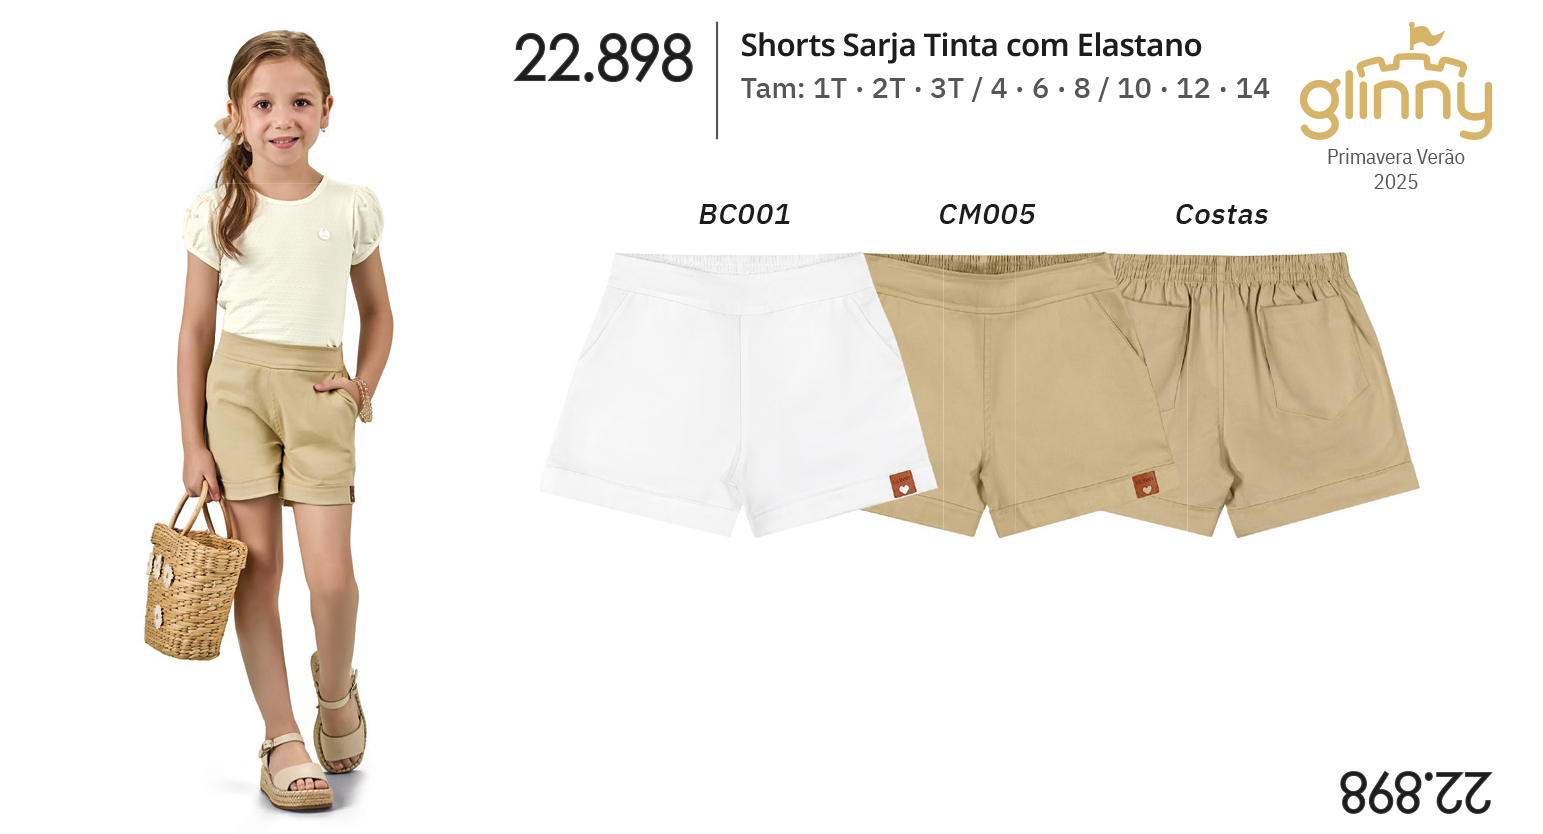 22.898
Shorts Sarja Tinta com Elastano
Tam: 1T · 2T · 3T / 4 · 6 · 8 / 10 · 12 · 14
glinny
Primavera Verão
2025
BC001
CM005
Costas
22.898